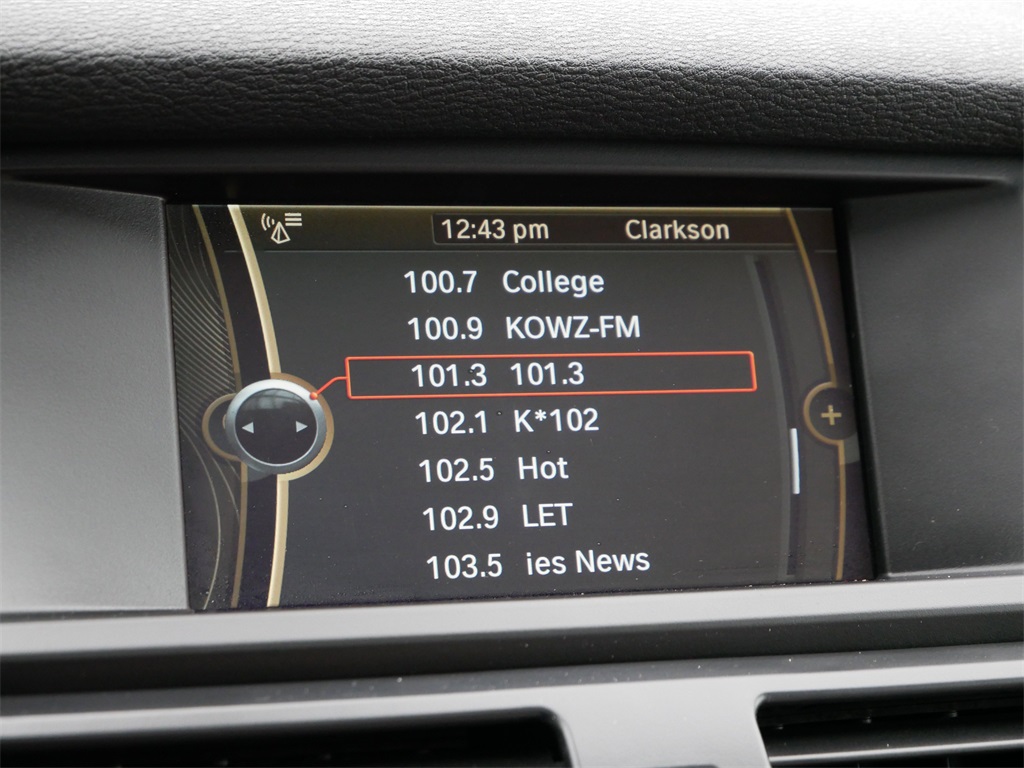 12:43 pm Clarkson
100.7 College
100.9 KOWZ-FM
101.3 101.3
102.1 K*102
102.5 Hot
102.9 LET
103.5 ies News